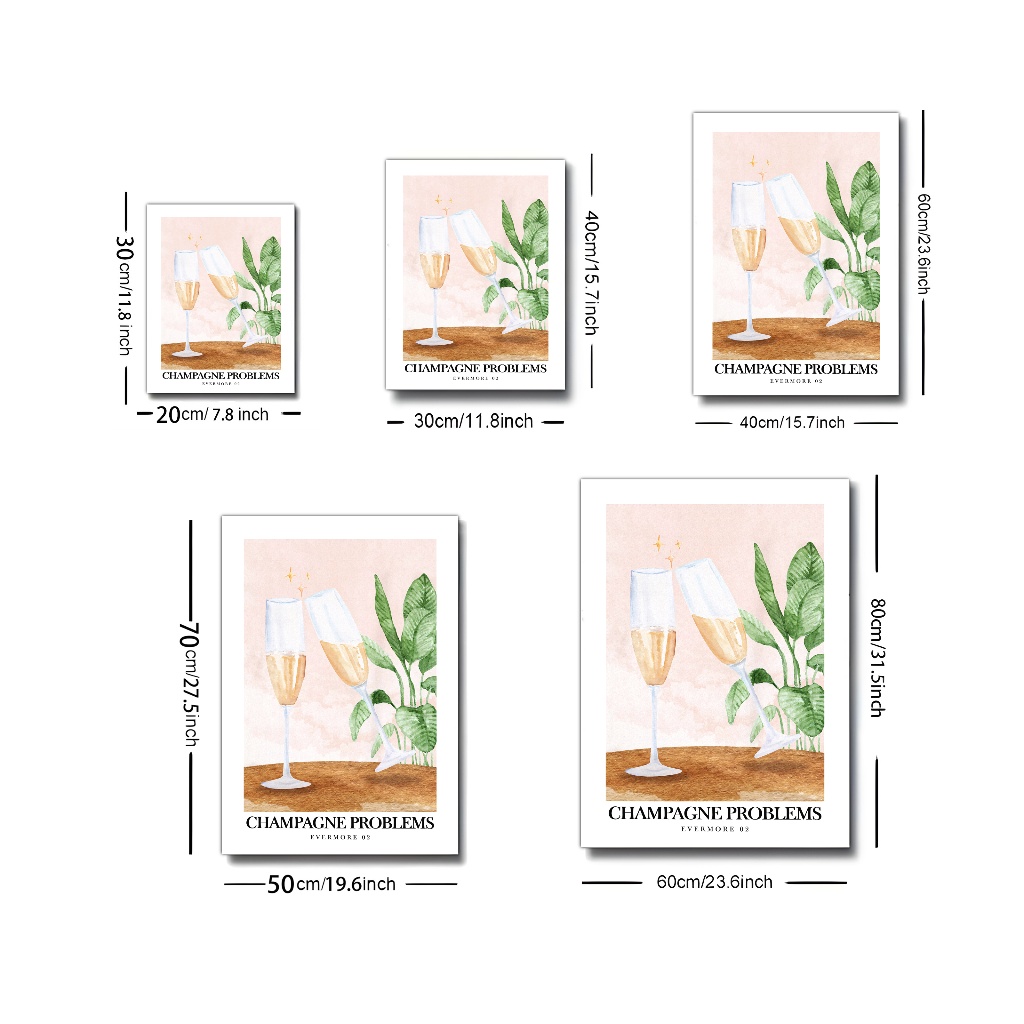 30cm/11.8 inch
CHAMPAGNE PROBLEMS
EVERMORE 02
20cm/ 7.8 inch
40cm/15.7inch
CHAMPAGNE PROBLEMS
EVERMORE 02
30cm/11.8inch
60cm/23.6inch
CHAMPAGNE PROBLEMS
EVERMORE 02
40cm/15.7inch
70cm/27.5inch
CHAMPAGNE PROBLEMS
EVERMORE 02
50cm/19.6inch
80cm/31.5inch
CHAMPAGNE PROBLEMS
EVERMORE 02
60cm/23.6inch